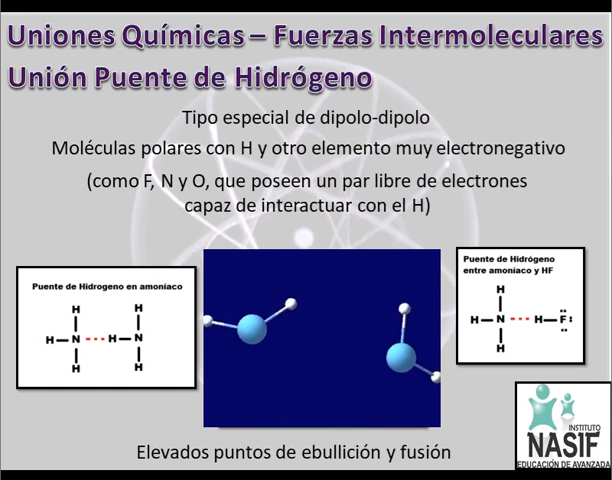 Uniones Químicas – Fuerzas Intermoleculares
Unión Puente de Hidrógeno
Tipo especial de dipolo-dipolo
Moléculas polares con H y otro elemento muy electronegativo
(como F, N y O, que poseen un par libre de electrones
capaz de interactuar con el H)
Puente de Hidrogeno en amoníaco
H H
H – N --- H – N
H H
Puente de Hidrógeno
entre amoníaco y HF
H
H – N --- H – F
H
Elevados puntos de ebullición y fusión
INSTITUTO
NASIF
EDUCACIÓN DE AVANZADA